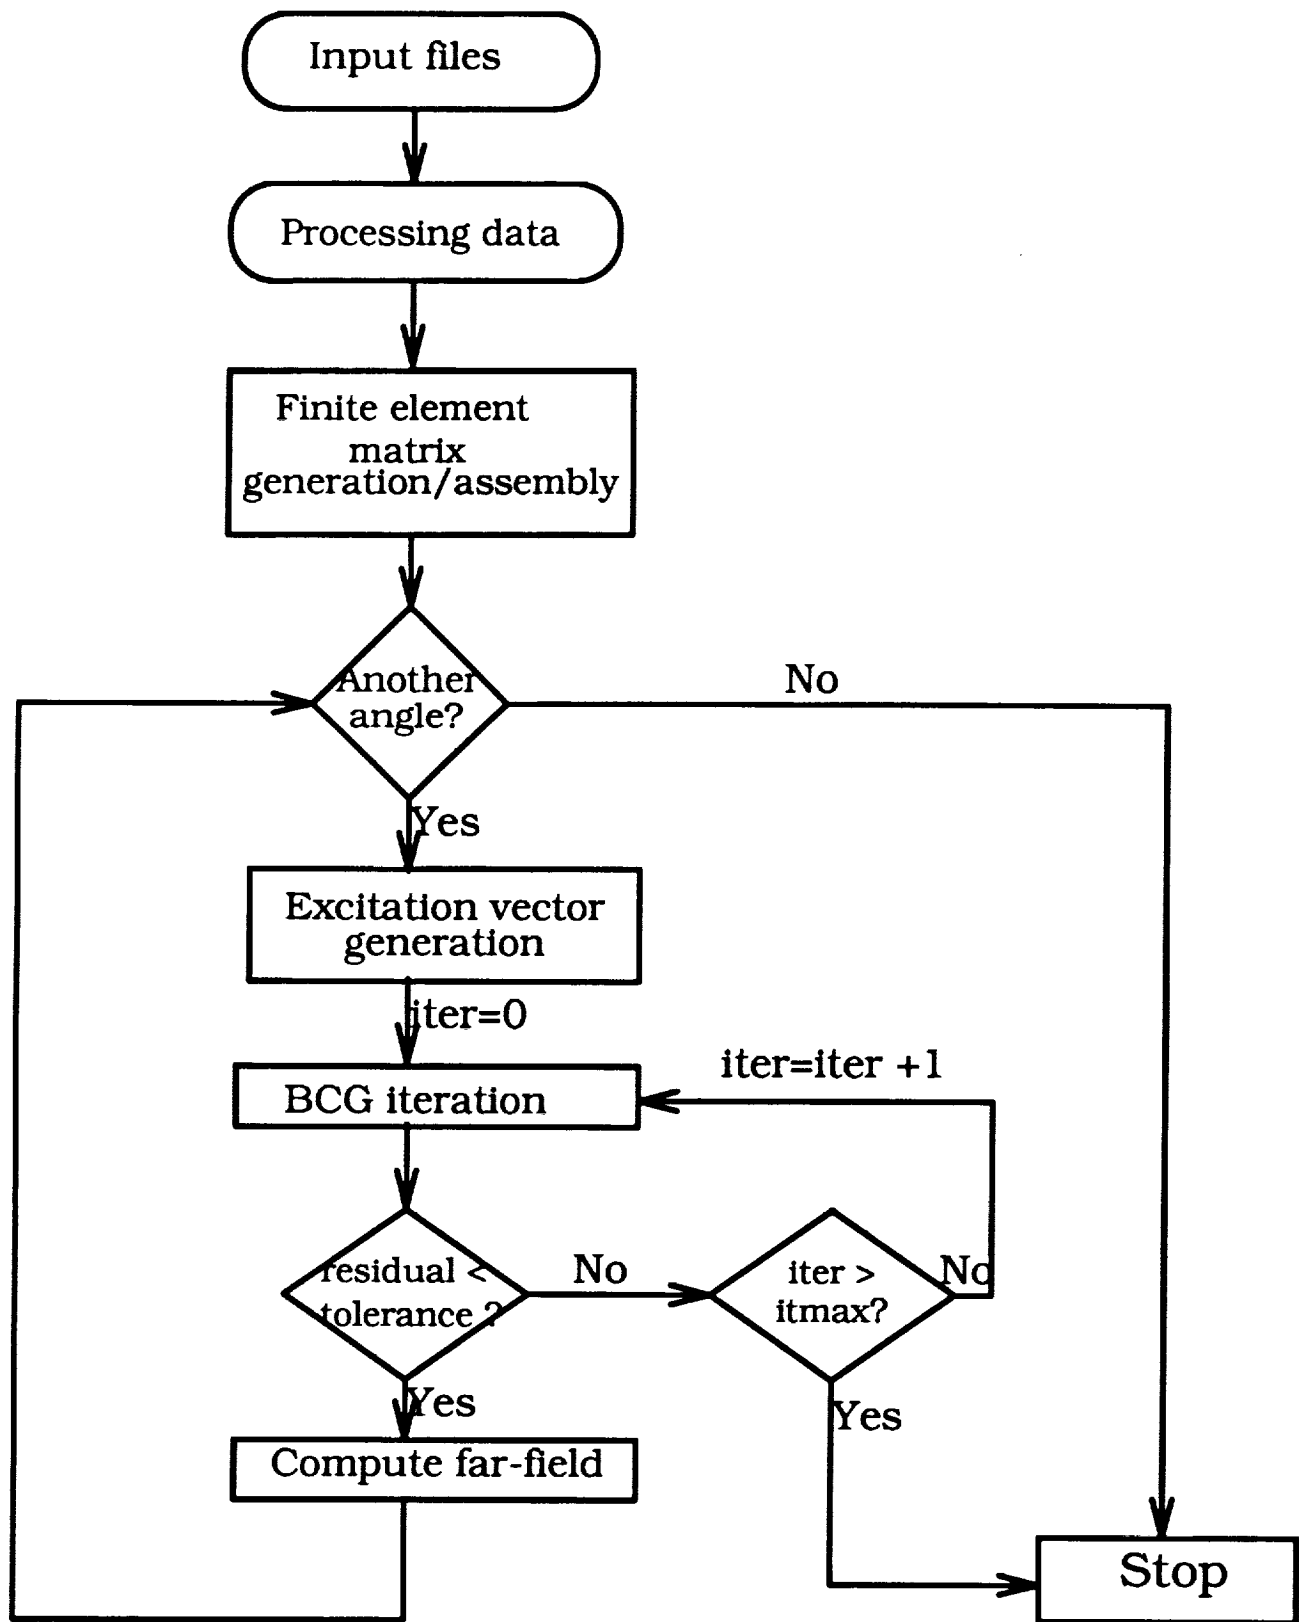 Input files
Processing data
Finite element
matrix
generation/assembly
Another
angle?
No
Yes
Excitation vector
generation
iter=0
iter=iter +1
BCG iteration
residual <
tolerance ?
No
iter >
itmax?
No
Yes
Yes
Compute far-field
Stop